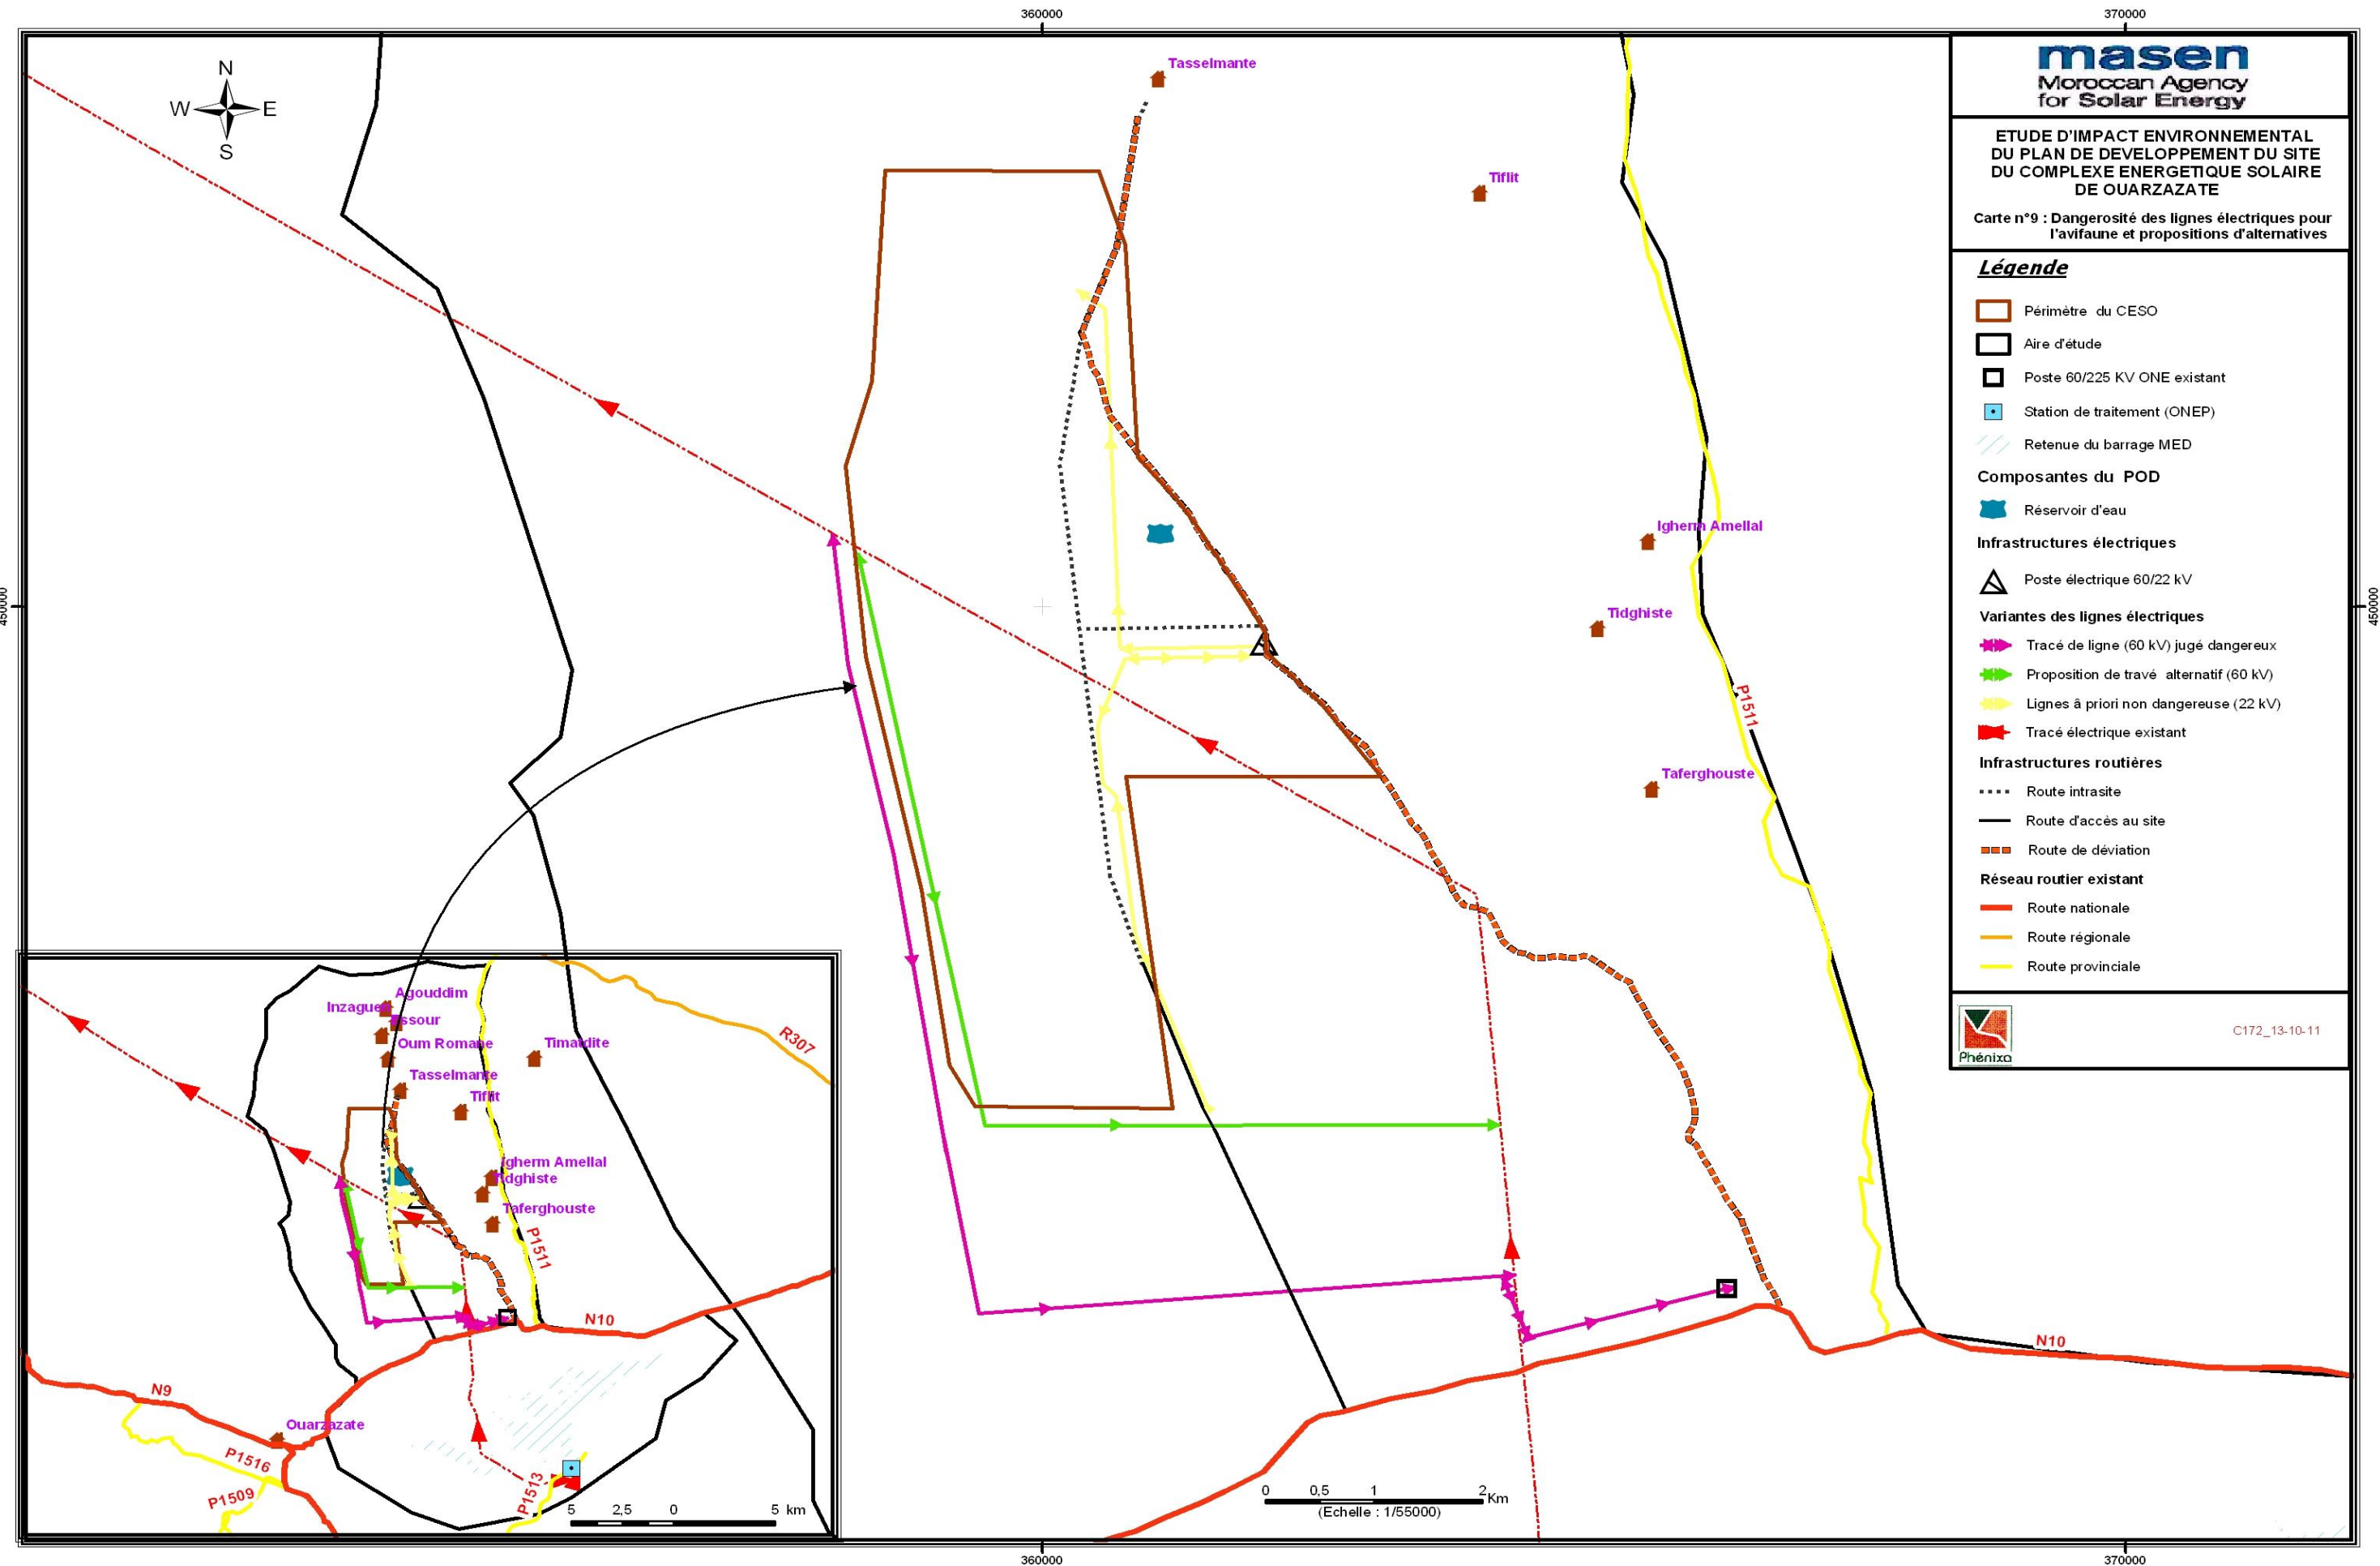 360000
370000
masen
Moroccan Agency
for Solar Energy
ETUDE D'IMPACT ENVIRONNEMENTAL
DU PLAN DE DEVELOPPEMENT DU SITE
DU COMPLEXE ENERGETIQUE SOLAIRE
DE OUARZAZATE
Carte n°9 : Dangerosité des lignes électriques pour
l'avifaune et propositions d'alternatives
Légende
Périmètre du CESO
Aire d'étude
Poste 60/225 KV ONE existant
Station de traitement (ONEP)
Retenue du barrage MED
Composantes du POD
Réservoir d'eau
Infrastructures électriques
Poste électrique 60/22 kV
Variantes des lignes électriques
Tracé de ligne (60 kV) jugé dangereux
Proposition de travé alternatif (60 kV)
Lignes â priori non dangereuse (22 kV)
Tracé électrique existant
Infrastructures routières
Route intrasite
Route d'accès au site
Route de déviation
Réseau routier existant
Route nationale
Route régionale
Route provinciale
Phénixa
C172_13-10-11
N
W E
S
Tasselmante
Tiflit
Igherm Amellal
Tidghiste
Taferghouste
P1511
N10
450000
450000
0 0,5 1 2 Km
(Echelle : 1/55000)
Agouddim
Essour
Oum Romane
Timatdite
R307
Tasselmante
Tiflit
Igherm Amellal
Tidghiste
Taferghouste
P1511
N10
N9
Ouarzazate
P1516
P1509
P1513
5 2,5 0 5 km
360000
370000